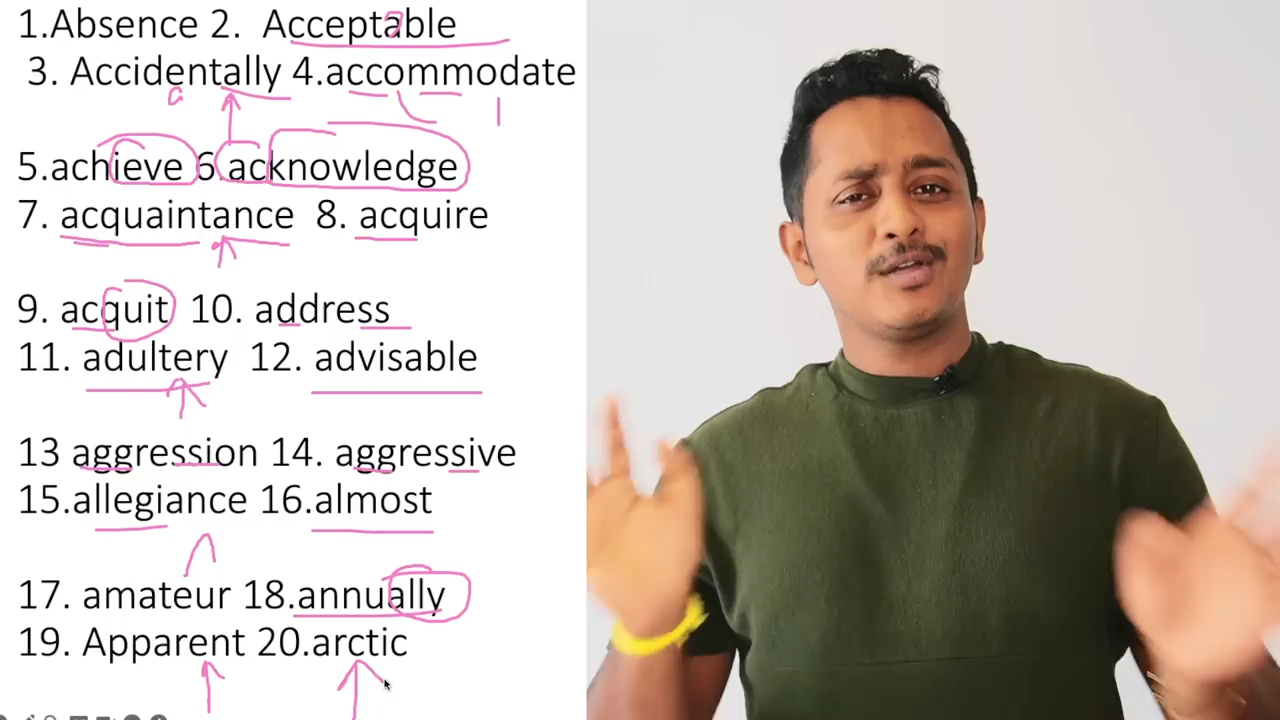 1.Absence 2. Acceptable
3. Accidentally 4.accommodate
5.achieve 6.acknowledge
7. acquaintance 8. acquire
9. acquit 10. address
11. adultery 12. advisable
13 aggression 14. aggressive
15.allegiance 16.almost
17. amateur 18.annually
19. Apparent 20.arctic